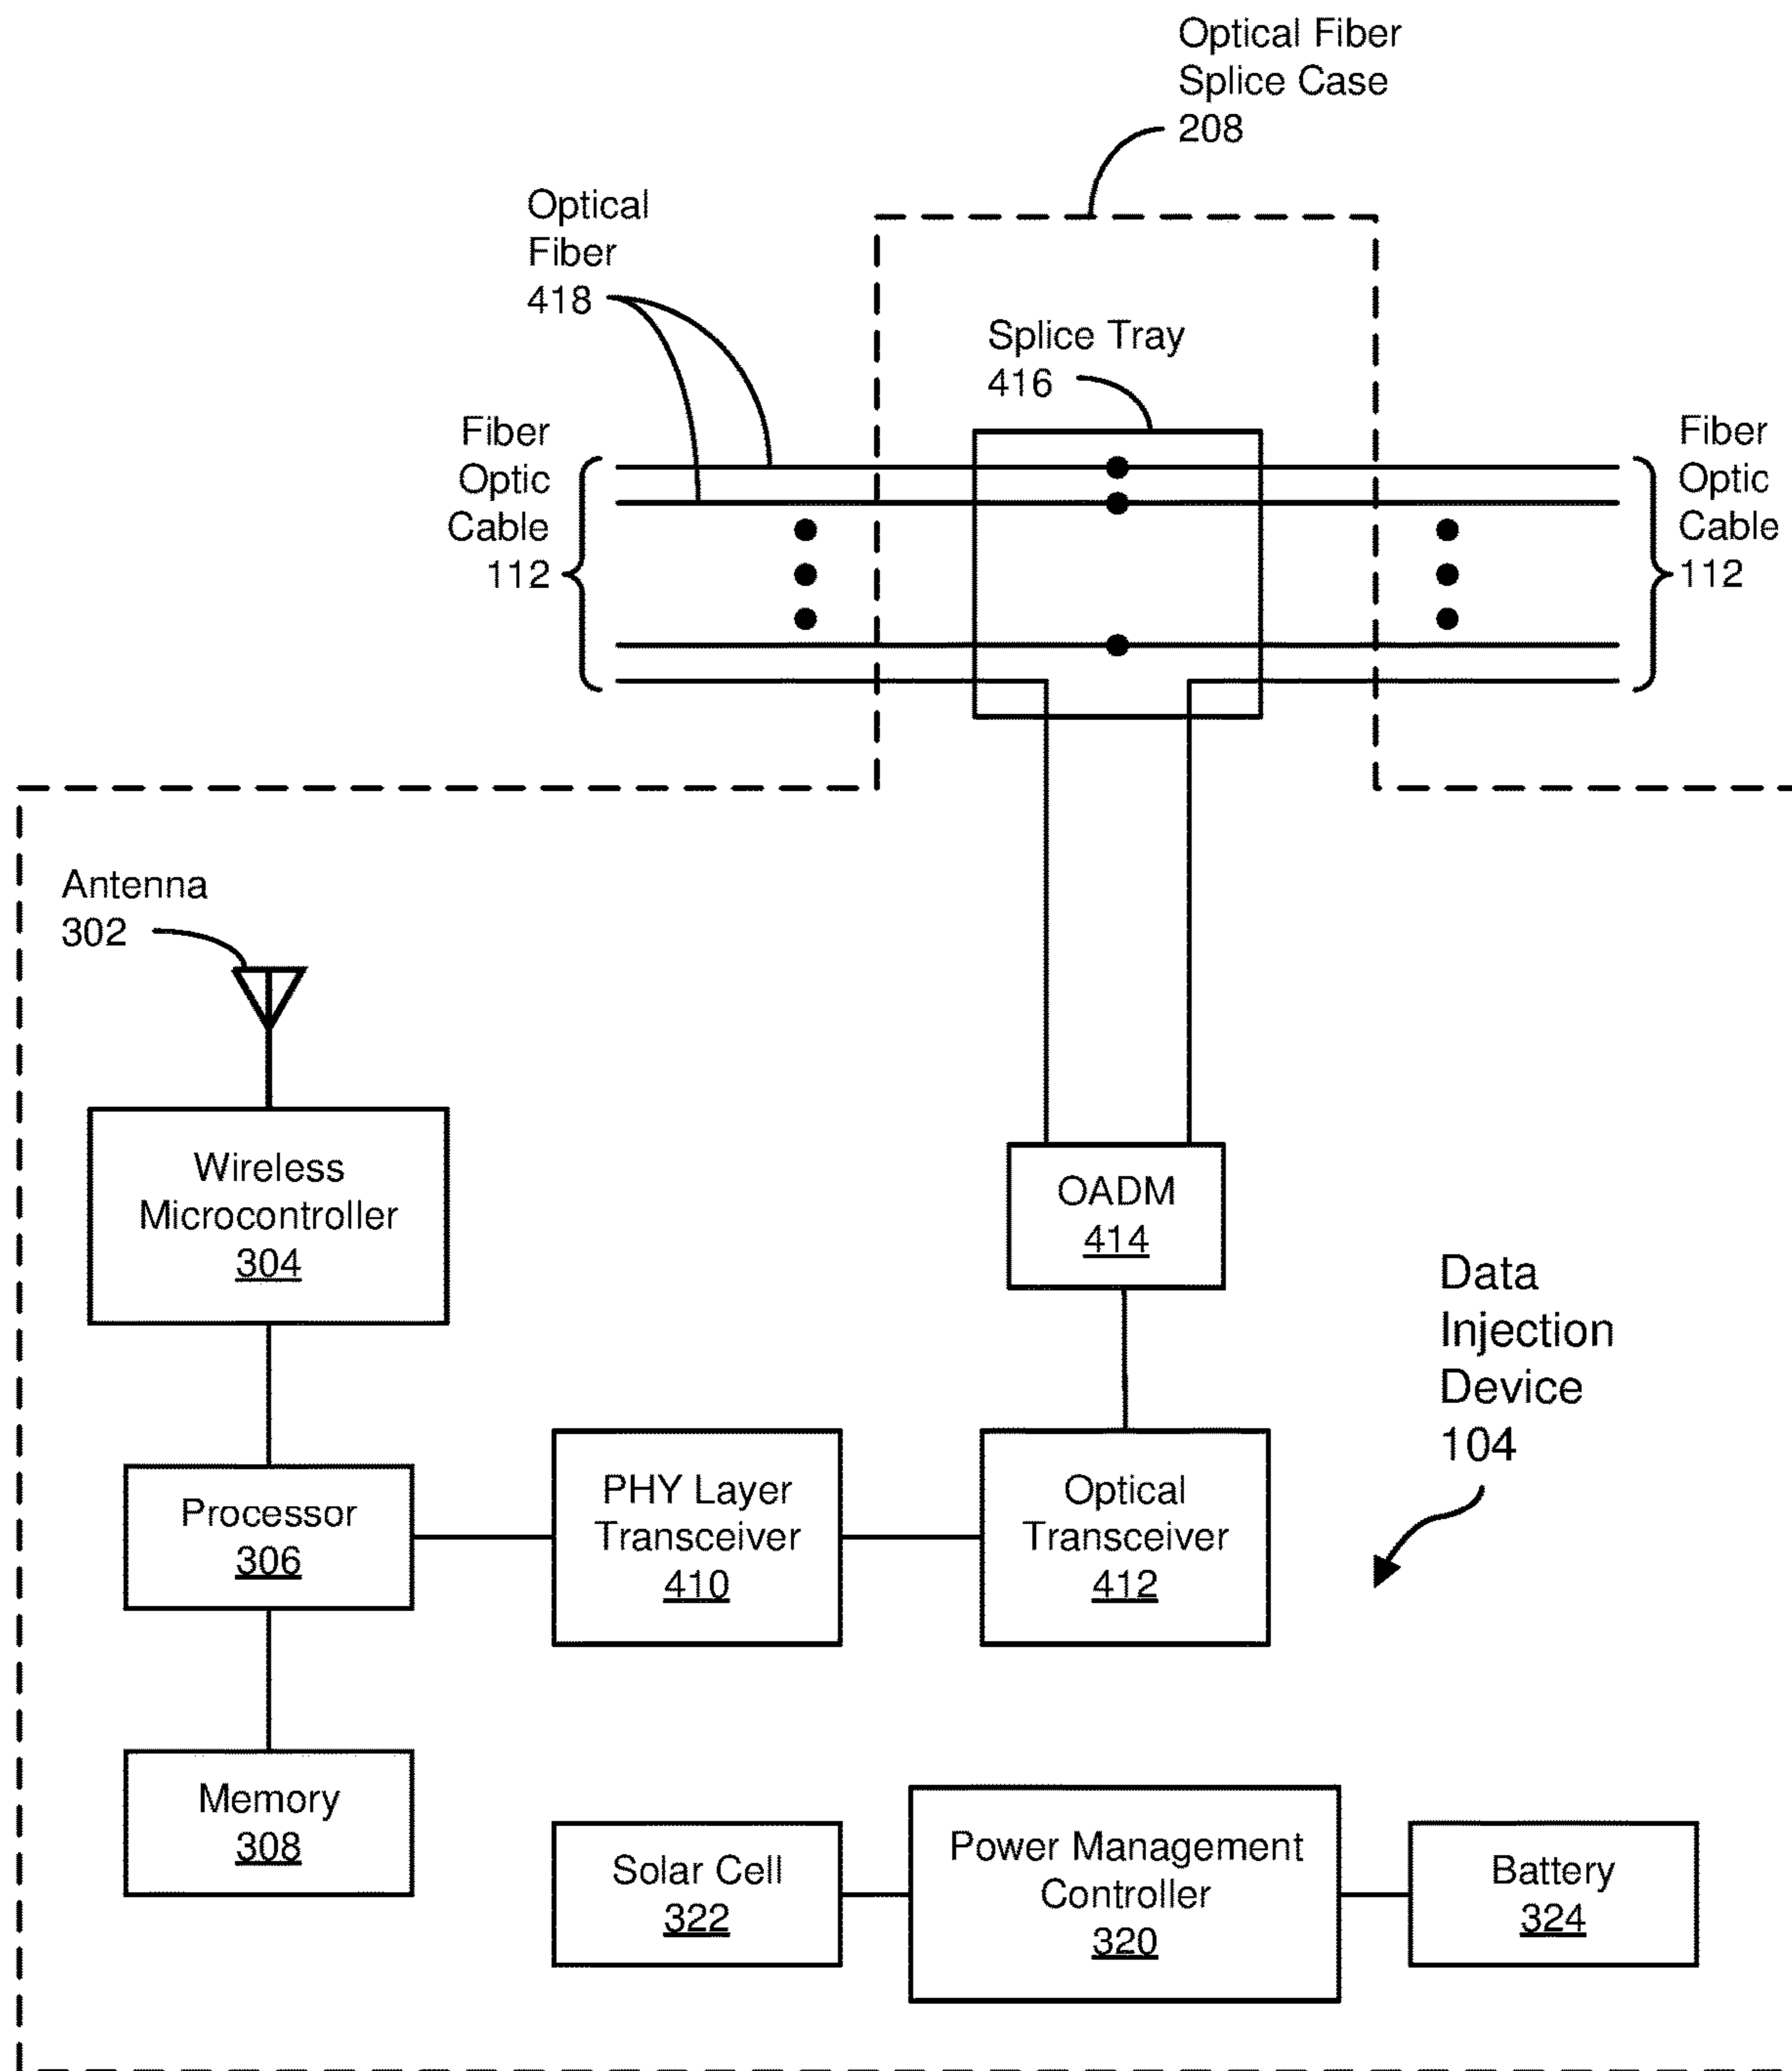 Optical Fiber
Splice Case
208
Optical
Fiber
418
Splice Tray
416
Fiber
Optic
Cable
112
Fiber
Optic
Cable
112
Antenna
302
Wireless
Microcontroller
304
OADM
414
Data
Injection
Device
104
Processor
306
PHY Layer
Transceiver
410
Optical
Transceiver
412
Memory
308
Solar Cell
322
Power Management
Controller
320
Battery
324